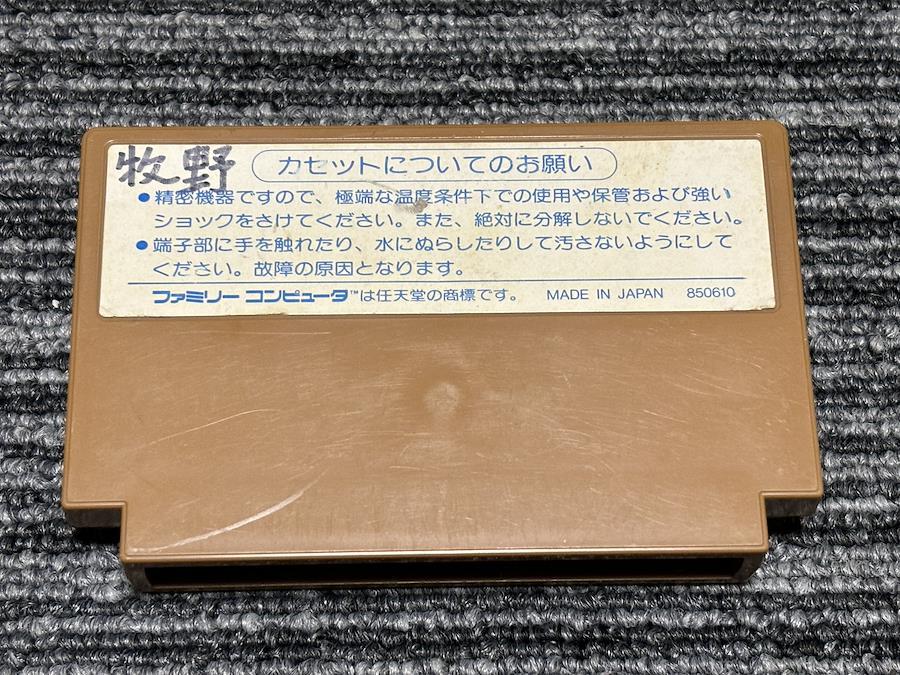 牧野
カセットについてのお願い
●精密機器ですので、極端な温度条件下での使用や保管および強い
ショックをさけてください。また、絶対に分解しないでください。
●端子部に手を触れたり、水にぬらしたりして汚さないようにして
ください。故障の原因となります。
ファミリー コンピュータ™は任天堂の商標です。 MADE IN JAPAN 850610